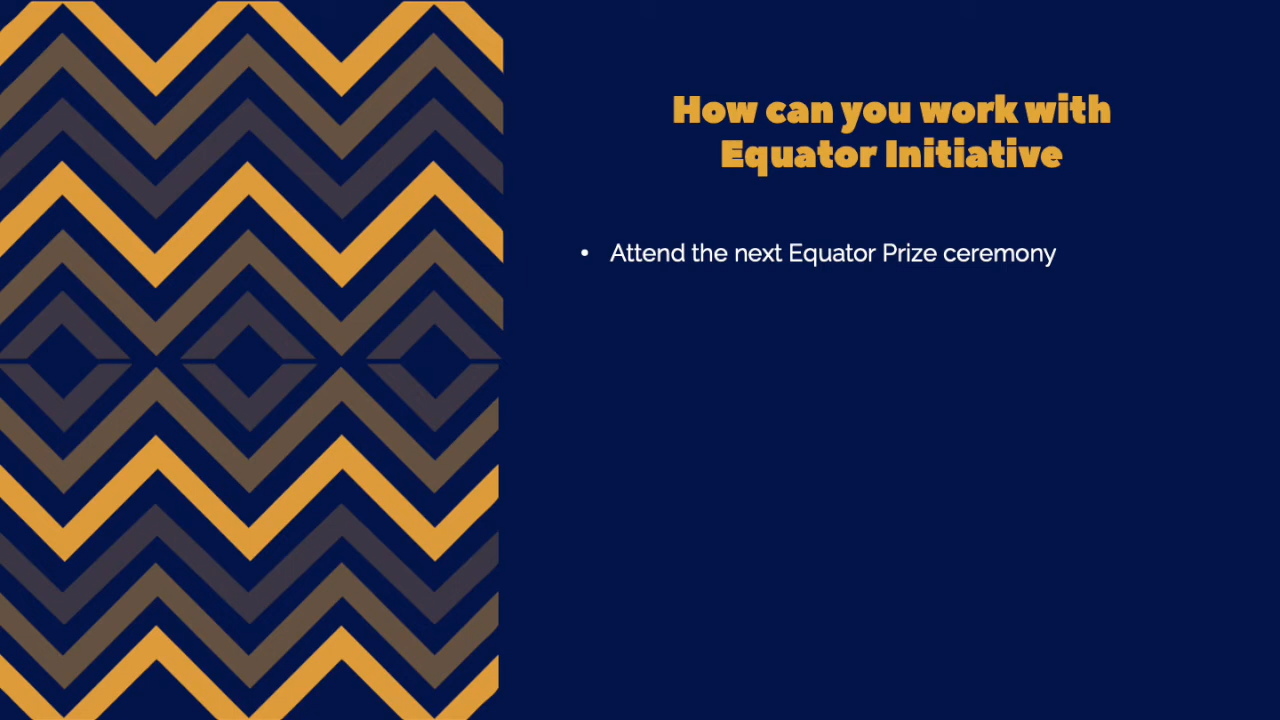 How can you work with
Equator Initiative
• Attend the next Equator Prize ceremony